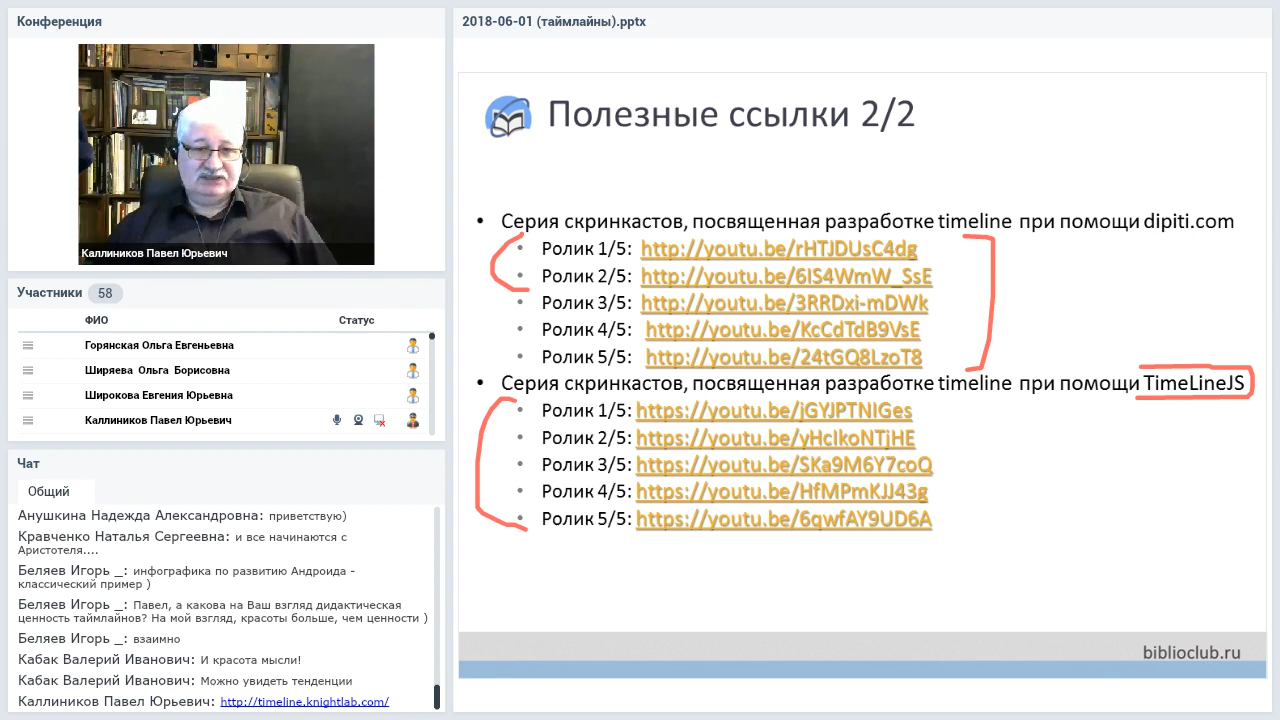 Конференция
Каллиников Павел Юрьевич
Участники 58
ФИО Статус
Горянская Ольга Евгеньевна
Ширяева Ольга Борисовна
Широкова Евгения Юрьевна
Каллиников Павел Юрьевич
Чат
Общий
Анушкина Надежда Александровна: приветствую)
Кравченко Наталья Сергеевна: и все начинаются с
Аристотеля....
Беляев Игорь _: инфографика по развитию Андроида -
классический пример )
Беляев Игорь _: Павел, а какова на Ваш взгляд дидактическая
ценность таймлайнов? На мой взгляд, красоты больше, чем ценности )
Беляев Игорь _: взаимно
Кабак Валерий Иванович: И красота мысли!
Кабак Валерий Иванович: Можно увидеть тенденции
Каллиников Павел Юрьевич: http://timeline.knightlab.com/
2018-06-01 (таймлайны).pptx
Полезные ссылки 2/2
• Серия скринкастов, посвященная разработке timeline при помощи dipiti.com
• Ролик 1/5: http://youtu.be/rHTJDUsC4dg
• Ролик 2/5: http://youtu.be/6IS4WmW_SsE
• Ролик 3/5: http://youtu.be/3RRDxi-mDWk
• Ролик 4/5: http://youtu.be/KcCdTdB9VsE
• Ролик 5/5: http://youtu.be/24tGQ8LzoT8
• Серия скринкастов, посвященная разработке timeline при помощи TimeLineJS
• Ролик 1/5: https://youtu.be/jGYJPTNIGes
• Ролик 2/5: https://youtu.be/yHcIkoNTjHE
• Ролик 3/5: https://youtu.be/SKa9M6Y7coQ
• Ролик 4/5: https://youtu.be/HfMPmKJJ43g
• Ролик 5/5: https://youtu.be/6qwfAY9UD6A
biblioclub.ru